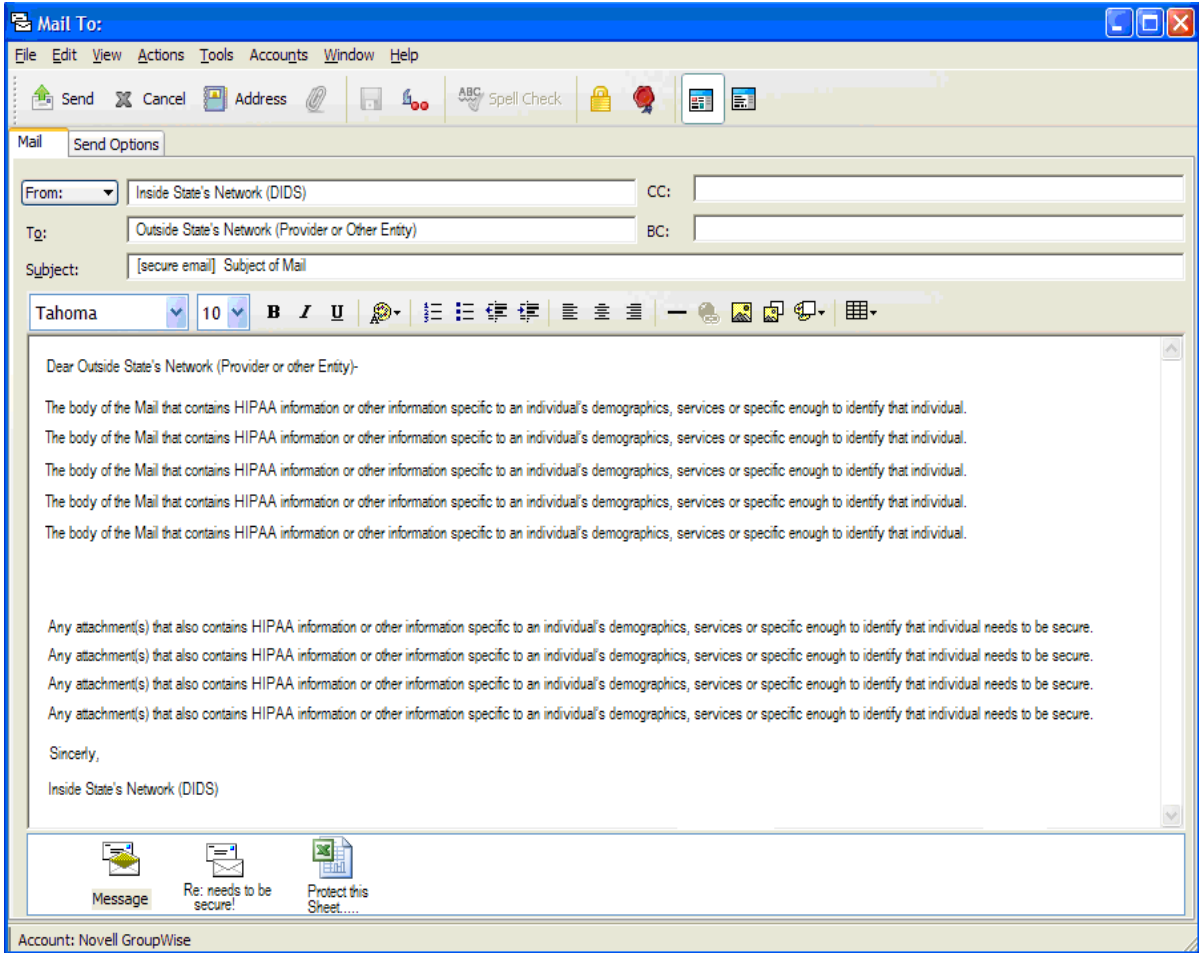 Mail To:
File Edit View Actions Tools Accounts Window Help
Send Cancel Address ABC Spell Check
Mail Send Options
From: Inside State's Network (DIDS) CC:
To: Outside State's Network (Provider or Other Entity) BC:
Subject: [secure email] Subject of Mail
Tahoma 10 B I U
Dear Outside State's Network (Provider or other Entity)-
The body of the Mail that contains HIPAA information or other information specific to an individual's demographics, services or specific enough to identify that individual.
The body of the Mail that contains HIPAA information or other information specific to an individual's demographics, services or specific enough to identify that individual.
The body of the Mail that contains HIPAA information or other information specific to an individual's demographics, services or specific enough to identify that individual.
The body of the Mail that contains HIPAA information or other information specific to an individual's demographics, services or specific enough to identify that individual.
The body of the Mail that contains HIPAA information or other information specific to an individual's demographics, services or specific enough to identify that individual.
Any attachment(s) that also contains HIPAA information or other information specific to an individual's demographics, services or specific enough to identify that individual needs to be secure.
Any attachment(s) that also contains HIPAA information or other information specific to an individual's demographics, services or specific enough to identify that individual needs to be secure.
Any attachment(s) that also contains HIPAA information or other information specific to an individual's demographics, services or specific enough to identify that individual needs to be secure.
Any attachment(s) that also contains HIPAA information or other information specific to an individual's demographics, services or specific enough to identify that individual needs to be secure.
Sincerly,
Inside State's Network (DIDS)
Message
Re: needs to be
secure!
Protect this
Sheet.....
Account: Novell GroupWise